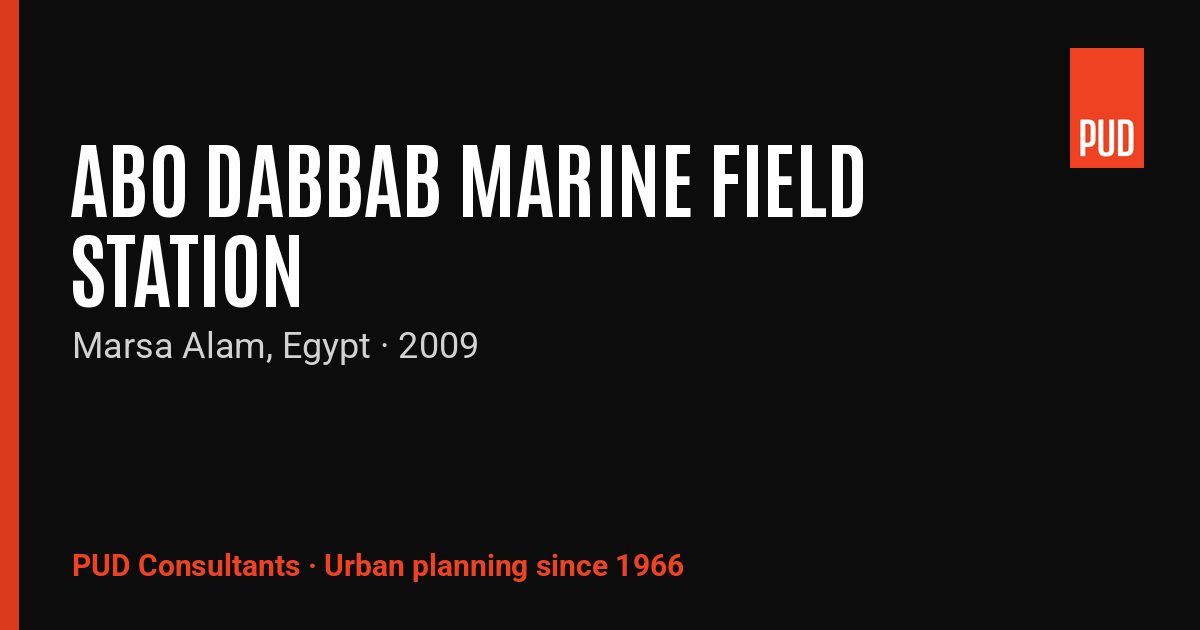 PUD
ABO DABBAB MARINE FIELD
STATION
Marsa Alam, Egypt · 2009
PUD Consultants · Urban planning since 1966